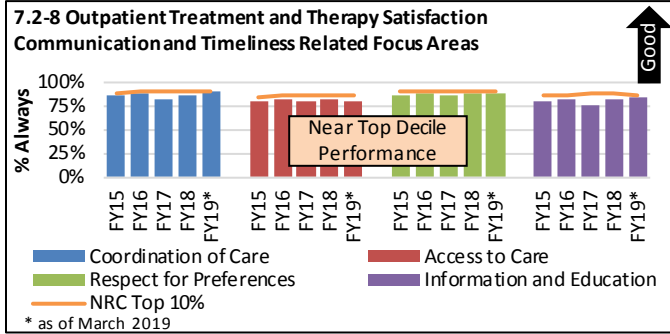 7.2-8 Outpatient Treatment and Therapy Satisfaction
Communication and Timeliness Related Focus Areas
Good
% Always
100%
75%
50%
25%
0%
Near Top Decile
Performance
FY15
FY16
FY17
FY18
FY19*
FY15
FY16
FY17
FY18
FY19*
FY15
FY16
FY17
FY18
FY19*
FY15
FY16
FY17
FY18
FY19*
Coordination of Care
Access to Care
Respect for Preferences
Information and Education
NRC Top 10%
* as of March 2019